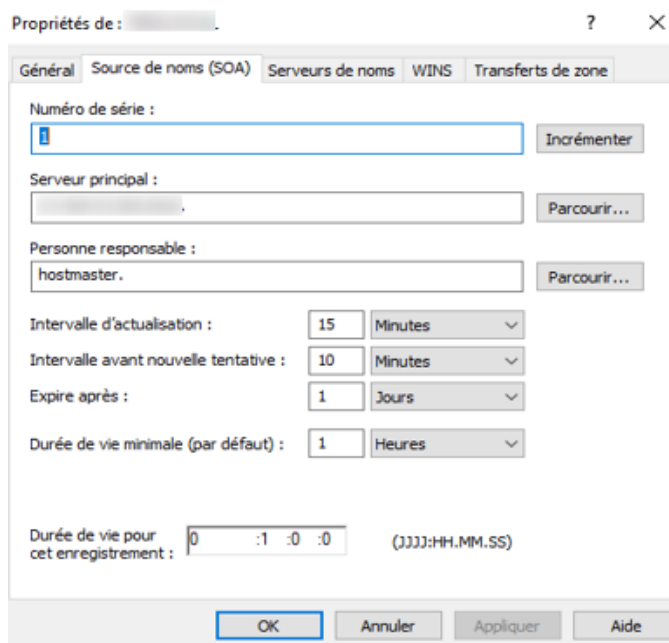 Propriétés de : . ? ×
Général Source de noms (SOA) Serveurs de noms WINS Transferts de zone
Numéro de série :
1 Incrémenter
Serveur principal :
. Parcourir...
Personne responsable :
hostmaster. Parcourir...
Intervalle d'actualisation : 15 Minutes
Intervalle avant nouvelle tentative : 10 Minutes
Expire après : 1 Jours
Durée de vie minimale (par défaut) : 1 Heures
Durée de vie pour
cet enregistrement : 0 :1 :0 :0 (JJJJ:HH.MM.SS)
OK Annuler Appliquer Aide